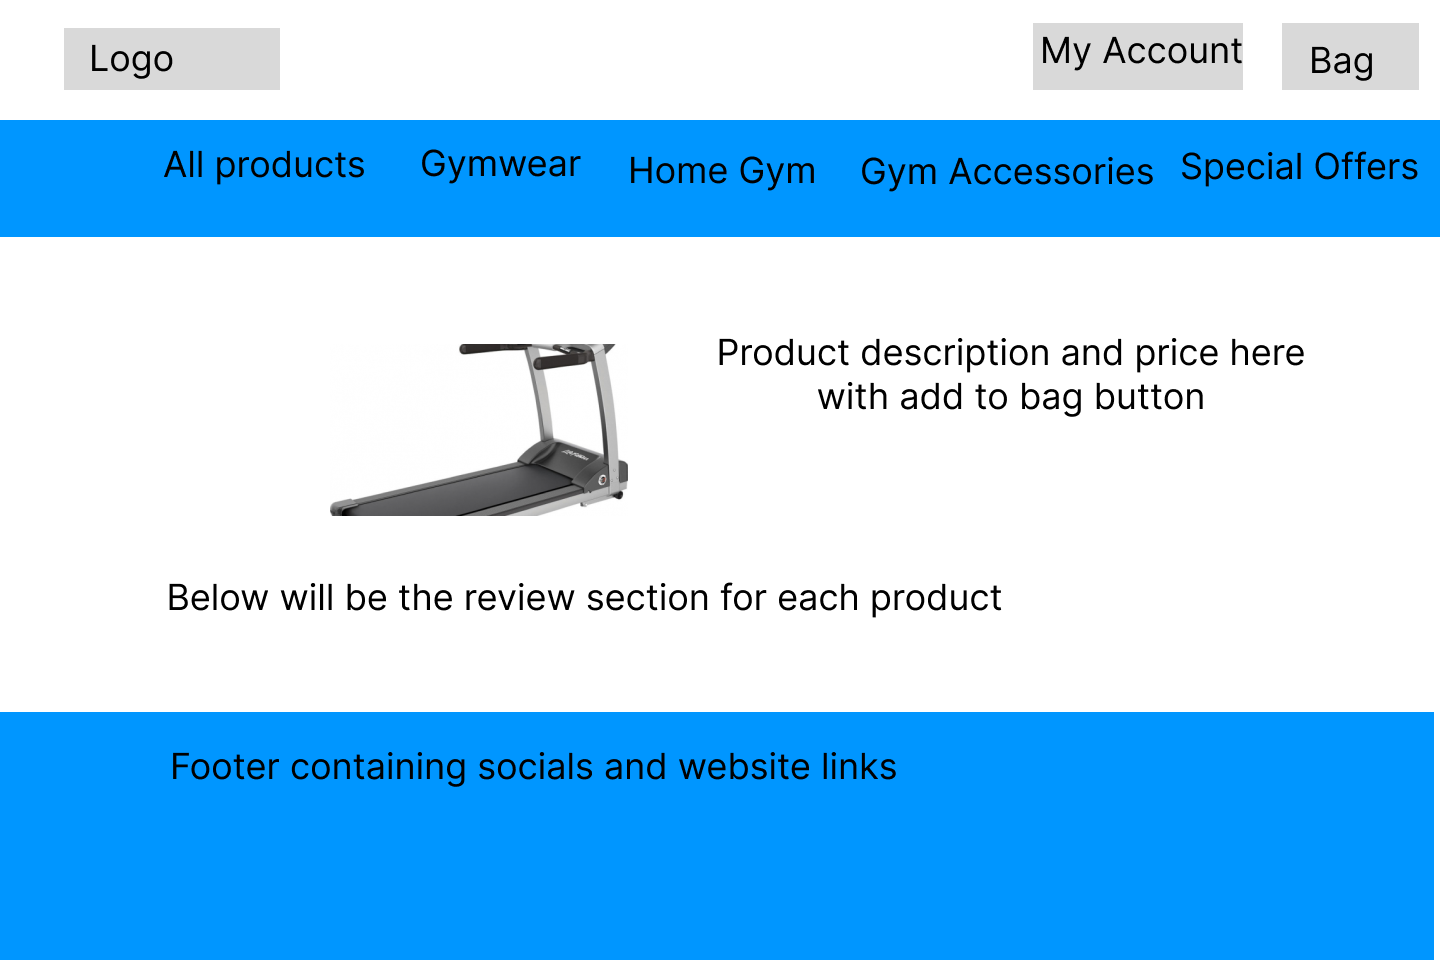 Logo
My Account
Bag
All products
Gymwear
Home Gym
Gym Accessories
Special Offers
Product description and price here
with add to bag button
Below will be the review section for each product
Footer containing socials and website links